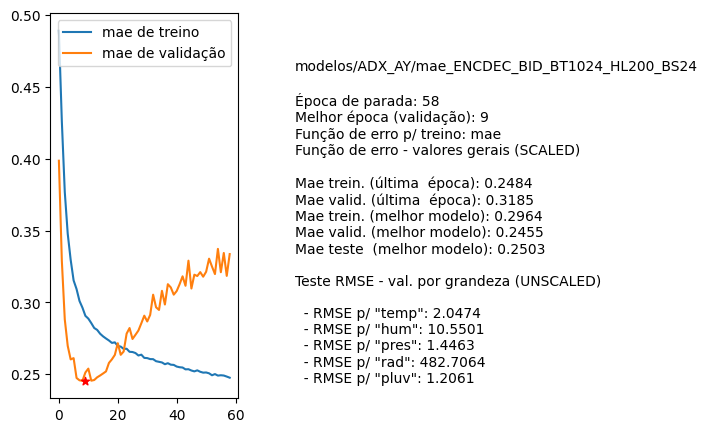 0.50
0.45
0.40
0.35
0.30
0.25
0
20
40
60
mae de treino
mae de validação
modelos/ADX_AY/mae_ENCDEC_BID_BT1024_HL200_BS24
Época de parada: 58
Melhor época (validação): 9
Função de erro p/ treino: mae
Função de erro - valores gerais (SCALED)
Mae trein. (última  época): 0.2484
Mae valid. (última  época): 0.3185
Mae trein. (melhor modelo): 0.2964
Mae valid. (melhor modelo): 0.2455
Mae teste  (melhor modelo): 0.2503
Teste RMSE - val. por grandeza (UNSCALED)
- RMSE p/ "temp": 2.0474
- RMSE p/ "hum": 10.5501
- RMSE p/ "pres": 1.4463
- RMSE p/ "rad": 482.7064
- RMSE p/ "pluv": 1.2061